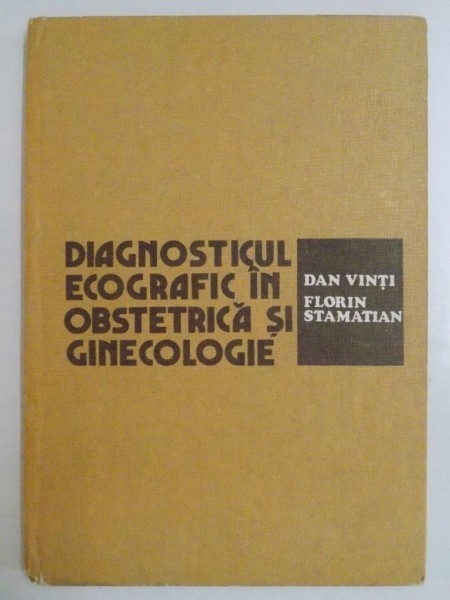 DIAGNOSTICUL
ECOGRAFIC ÎN
OBSTETRICĂ ȘI
GINECOLOGIE
DAN VINȚI
FLORIN
STAMATIAN